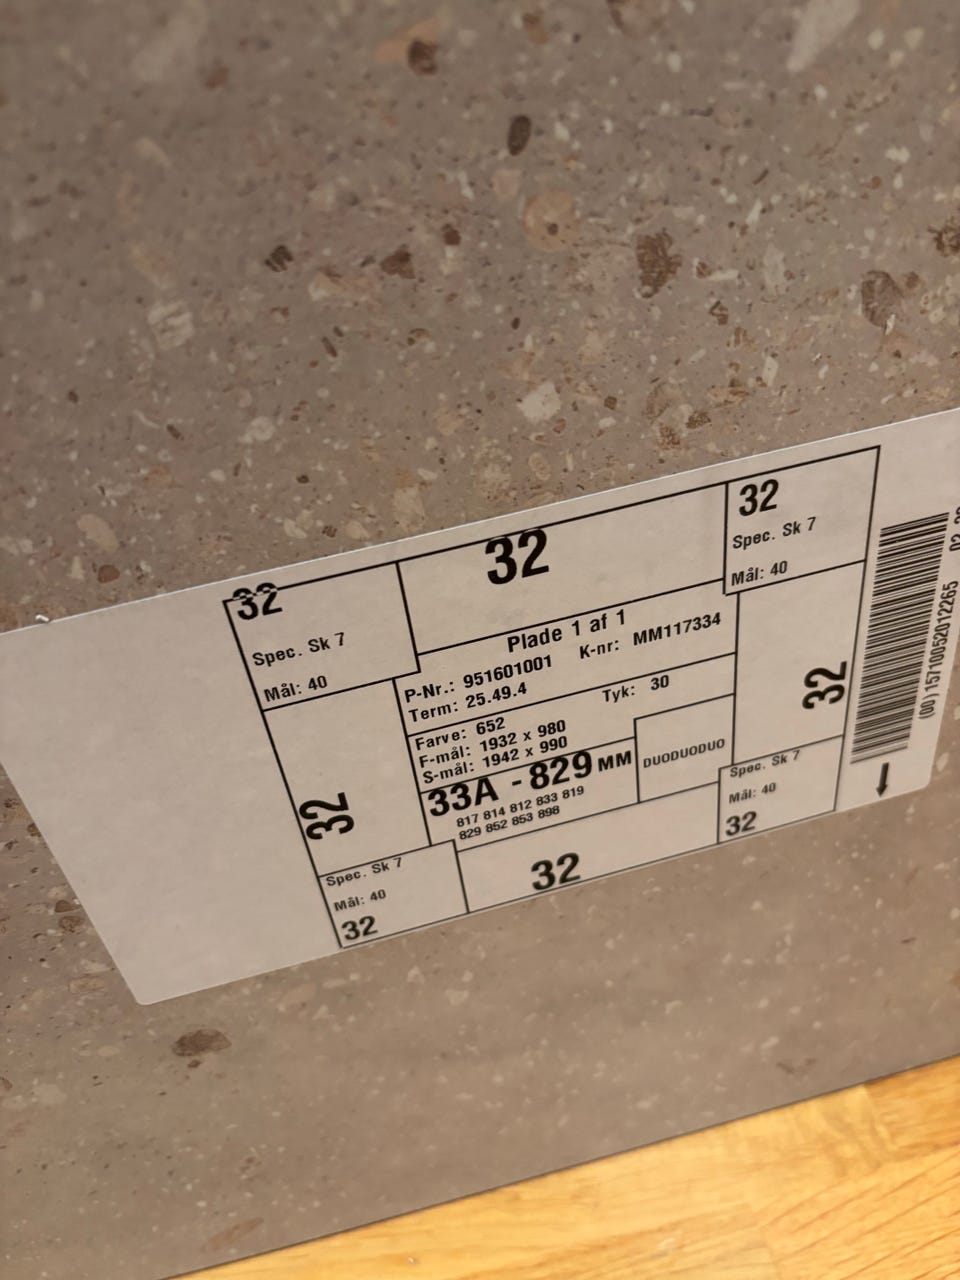 32
32
32
Spec. Sk 7
Mål: 40
Spec. Sk 7
Mål: 40
Plade 1 af 1
P-Nr.: 951601001 K-nr: MM117334
Term: 25.49.4
Farve: 652 Tyk: 30
F-mål: 1932 x 980
S-mål: 1942 x 990
33A - 829 MM
817 814 812 833 819
829 852 853 898
DUODUODUO
32
32
Spec. Sk 7
Mål: 40
32
32
Spec. Sk 7
Mål: 40
32
(00)157100520012265